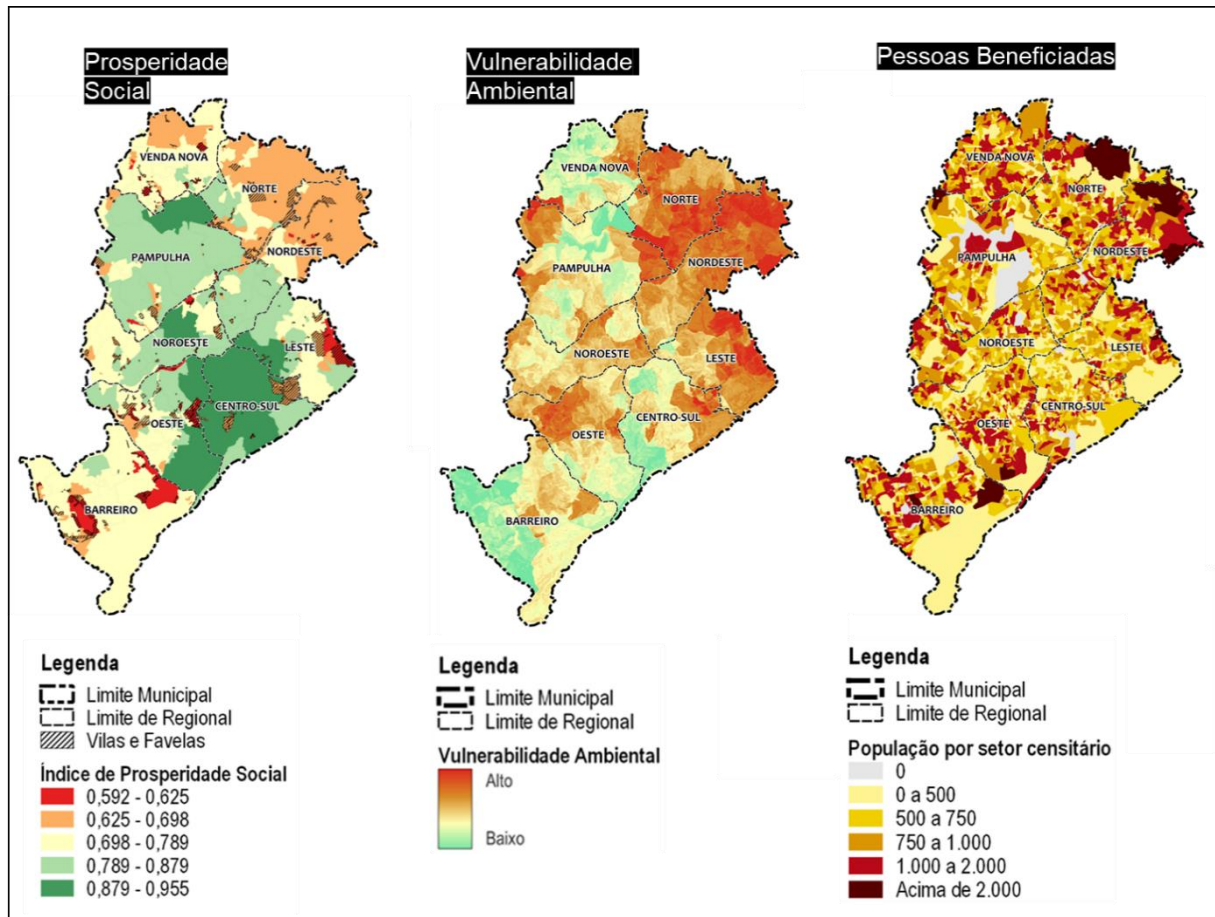 Prosperidade
Social
VENDA NOVA
NORTE
PAMPULHA
NORDESTE
NOROESTE
LESTE
CENTRO-SUL
OESTE
BARREIRO
Legenda
Limite Municipal
Limite de Regional
Vilas e Favelas
Índice de Prosperidade Social
0,592 - 0,625
0,625 - 0,698
0,698 - 0,789
0,789 - 0,879
0,879 - 0,955
Vulnerabilidade
Ambiental
VENDA NOVA
NORTE
PAMPULHA
NORDESTE
NOROESTE
LESTE
CENTRO-SUL
OESTE
BARREIRO
Legenda
Limite Municipal
Limite de Regional
Vulnerabilidade Ambiental
Alto
Baixo
Pessoas Beneficiadas
VENDA NOVA
NORTE
PAMPULHA
NORDESTE
NOROESTE
LESTE
CENTRO-SUL
OESTE
BARREIRO
Legenda
Limite Municipal
Limite de Regional
População por setor censitário
0
0 a 500
500 a 750
750 a 1.000
1.000 a 2.000
Acima de 2.000